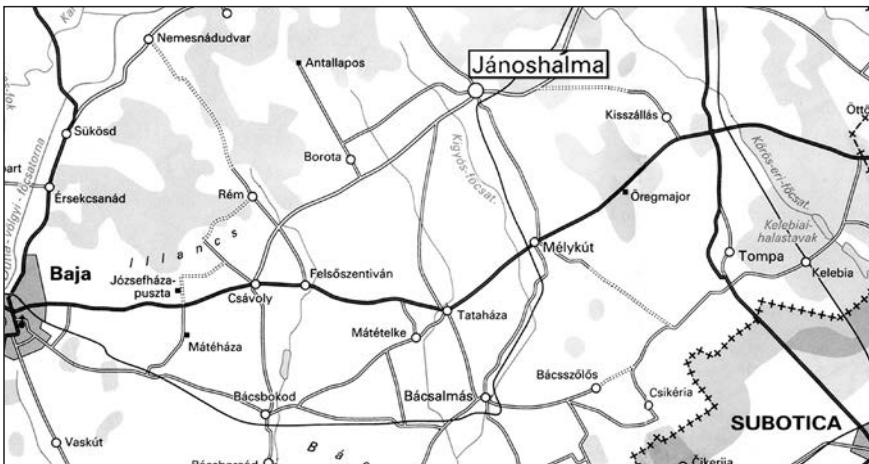 Nemesnádudvar
Antallapos
Jánoshalma
Kisszállás
Sükösd
Borota
Kígyós-főcsat.
Kőrös-éri-főcsat.
Érsekcsanád
Rém
Öregmajor
Illancs
Kelebiai-
halastavak
Mélykút
Baja
Józsefháza-
puszta
Csávoly
Felsőszentiván
Tompa
Kelebia
Tataháza
Mátételke
Mátéháza
Bácsszőlős
Bácsalmás
Csikéria
Bácsbokod
SUBOTICA
Vaskút
Čikerija